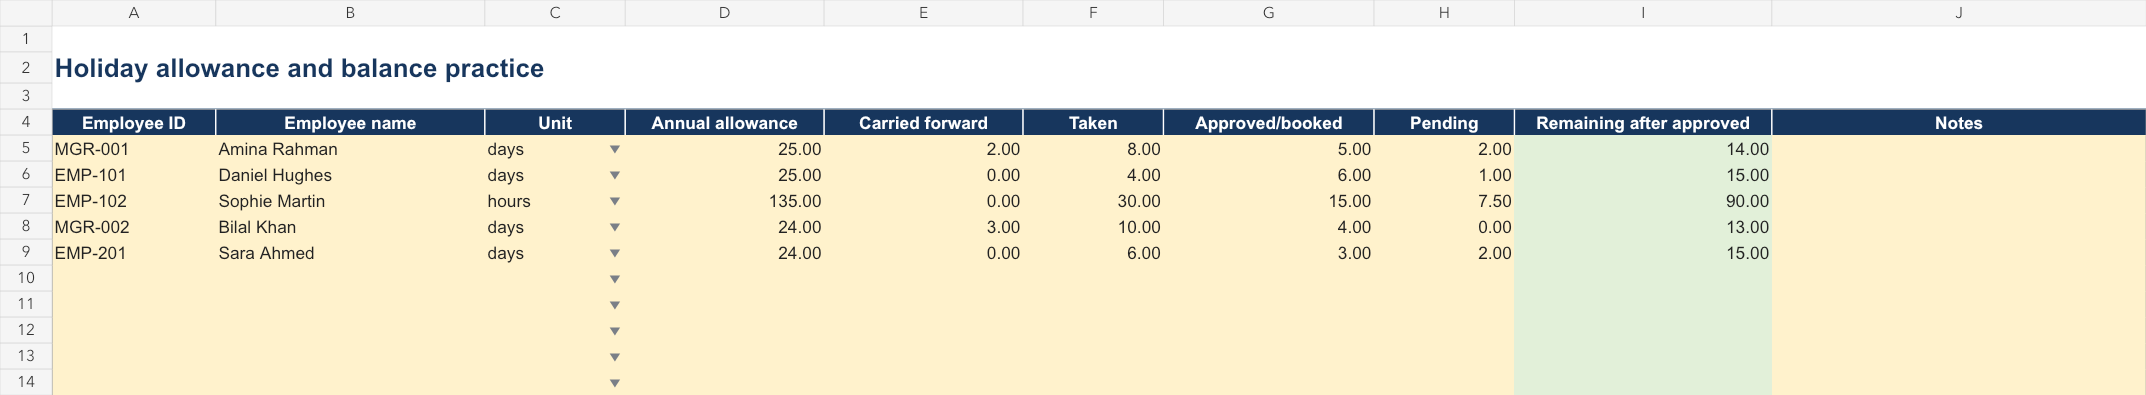 A B C D E F G H I J
1
2 Holiday allowance and balance practice
3
4 Employee ID Employee name Unit Annual allowance Carried forward Taken Approved/booked Pending Remaining after approved Notes
5 MGR-001 Amina Rahman days 25.00 2.00 8.00 5.00 2.00 14.00
6 EMP-101 Daniel Hughes days 25.00 0.00 4.00 6.00 1.00 15.00
7 EMP-102 Sophie Martin hours 135.00 0.00 30.00 15.00 7.50 90.00
8 MGR-002 Bilal Khan days 24.00 3.00 10.00 4.00 0.00 13.00
9 EMP-201 Sara Ahmed days 24.00 0.00 6.00 3.00 2.00 15.00
10
11
12
13
14